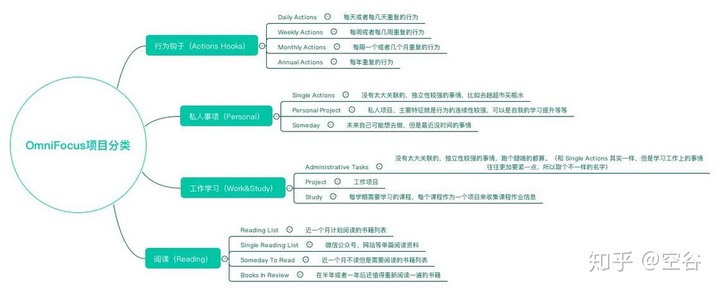 OmniFocus项目分类
行为钩子（Actions Hooks）
Daily Actions 每天或者每几天重复的行为
Weekly Actions 每周或者每几周重复的行为
Monthly Actions 每隔一个或者几个月重复的行为
Annual Actions 每年重复的行为
私人事项（Personal）
Single Actions 没有太大关联的，独立性较强的事情，比如去趟超市买瓶水
Personal Project 私人项目，主要特征就是行为的连续性较强，可以是自我的学习提升等等
Someday 未来自己可能想去做，但是最近没时间的事情
工作学习（Work&Study）
Administrative Tasks 没有太大关联的，独立性较强的事情，跑个腿啥的都算。（和 Single Actions 其实一样，但是学习工作上的事情
往往更加要紧一点，所以取个不一样的名字）
Project 工作项目
Study 每学期需要学习的课程，每个课程作为一个项目来收集课程作业信息
阅读（Reading）
Reading List 近一个月计划阅读的书籍列表
Single Reading List 微信公众号，网站等单篇阅读资料
Someday To Read 近一个月不读但是需要阅读的书籍列表
Books In Review 在半年或者一年后还值得重新阅读一遍的书籍
知乎 @空谷